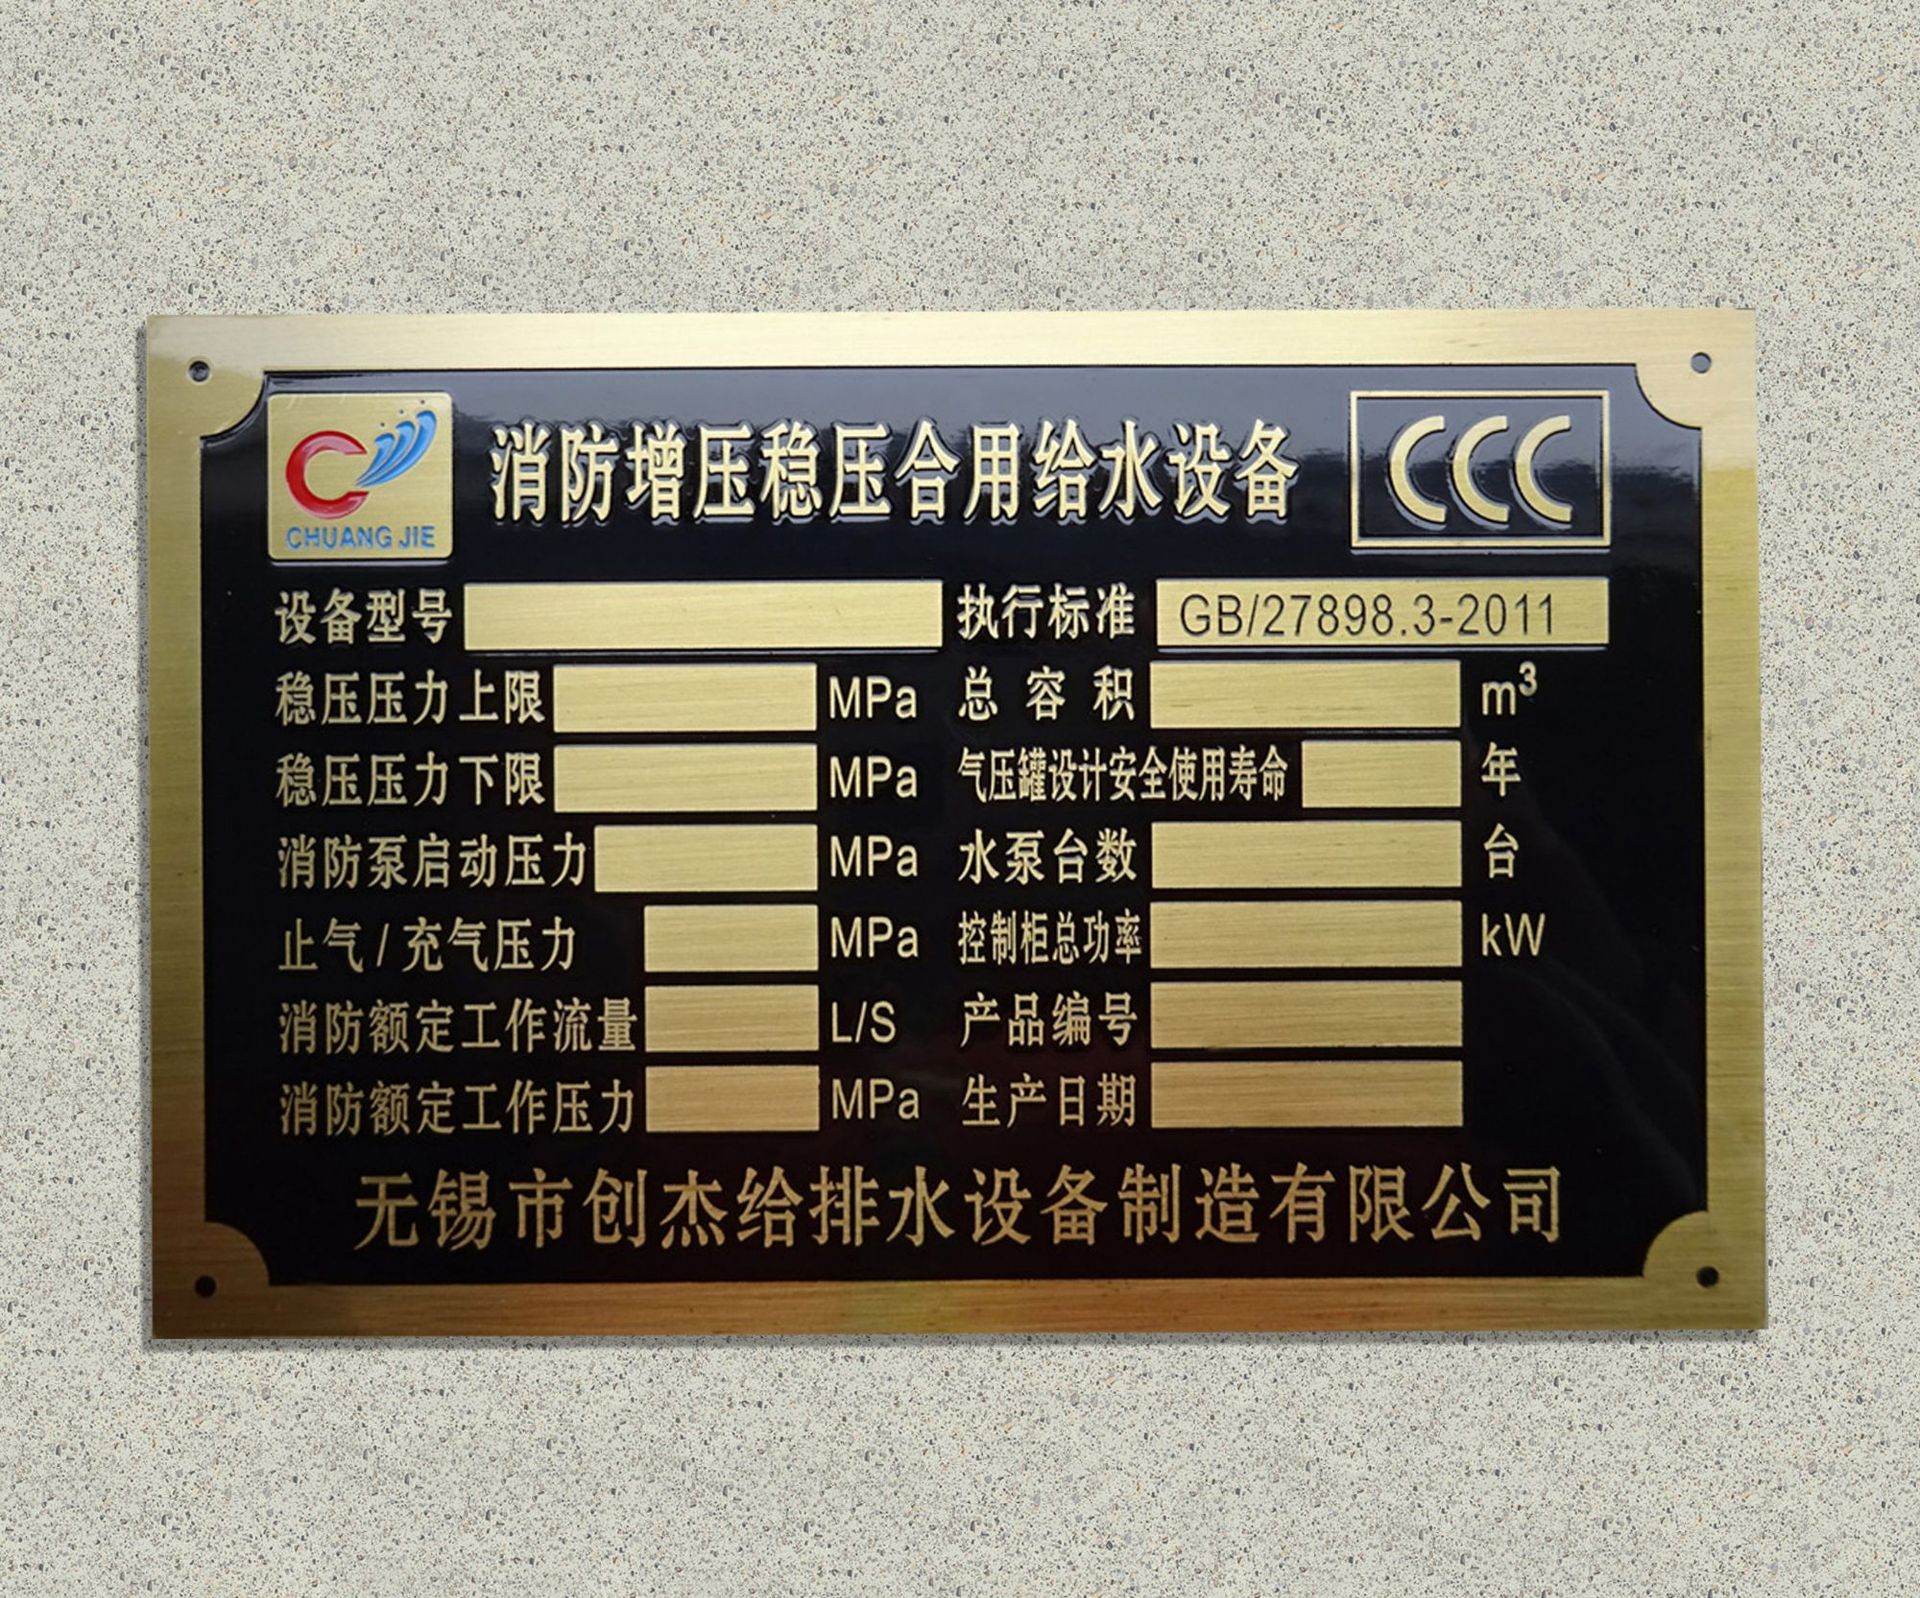 CHUANG JIE
消防增压稳压合用给水设备
CCC
设备型号 执行标准 GB/27898.3-2011
稳压压力上限 MPa 总容积 m³
稳压压力下限 MPa 气压罐设计安全使用寿命 年
消防泵启动压力 MPa 水泵台数 台
止气/充气压力 MPa 控制柜总功率 kW
消防额定工作流量 L/S 产品编号
消防额定工作压力 MPa 生产日期
无锡市创杰给排水设备制造有限公司